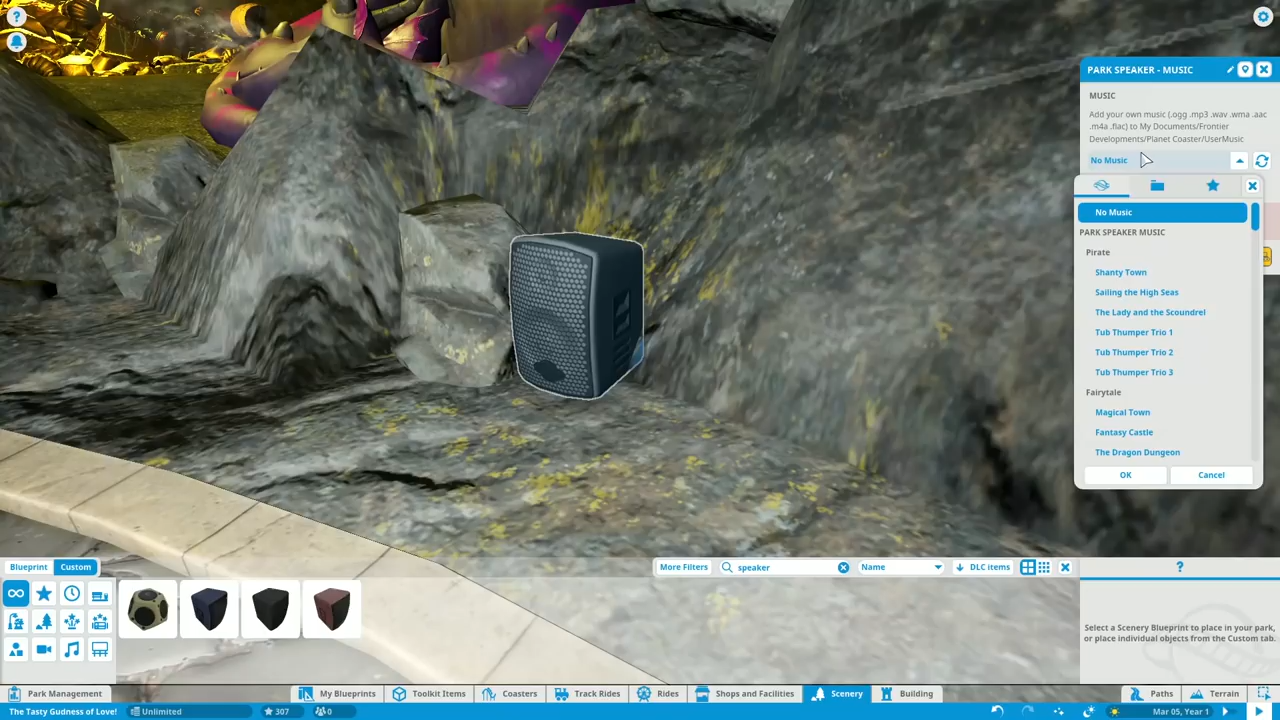 PARK SPEAKER - MUSIC
MUSIC
Add your own music (.ogg .mp3 .wav .wma .aac
.m4a .flac) to My Documents/Frontier
Developments/Planet Coaster/UserMusic
No Music
No Music
PARK SPEAKER MUSIC
Pirate
Shanty Town
Sailing the High Seas
The Lady and the Scoundrel
Tub Thumper Trio 1
Tub Thumper Trio 2
Tub Thumper Trio 3
Fairytale
Magical Town
Fantasy Castle
The Dragon Dungeon
OK
Cancel
Blueprint
Custom
More Filters
speaker
Name
DLC items
?
Select a Scenery Blueprint to place in your park,
or place individual objects from the Custom tab.
Park Management
My Blueprints
Toolkit Items
Coasters
Track Rides
Rides
Shops and Facilities
Scenery
Building
Paths
Terrain
The Tasty Gudness of Love!
Unlimited
307
0
Mar 05, Year 1